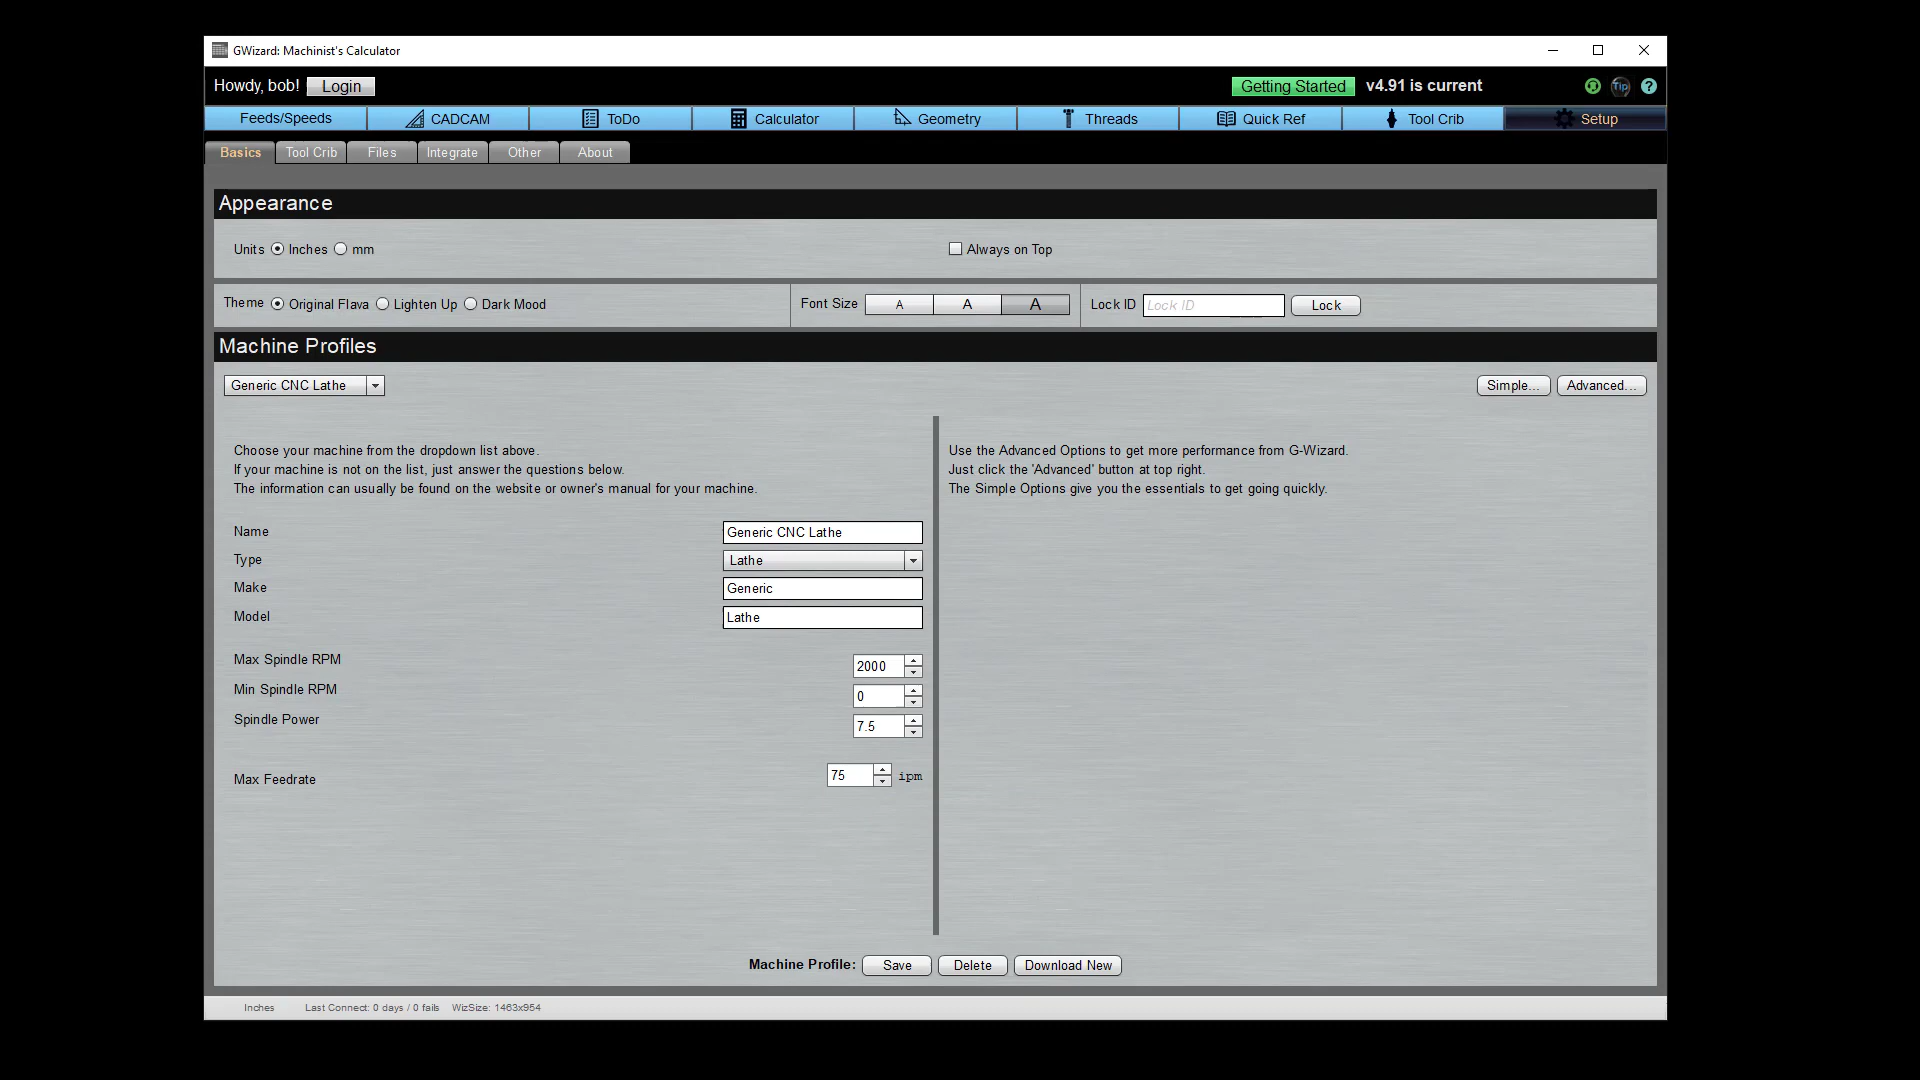 GWizard: Machinist's Calculator
Howdy, bob! Login Getting Started v4.91 is current Tip ?
Feeds/Speeds CADCAM ToDo Calculator Geometry Threads Quick Ref Tool Crib Setup
Basics Tool Crib Files Integrate Other About
Appearance
Units Inches mm Always on Top
Theme Original Flava Lighten Up Dark Mood Font Size A A A Lock ID Lock ID Lock
Machine Profiles
Generic CNC Lathe Simple... Advanced...
Choose your machine from the dropdown list above.
If your machine is not on the list, just answer the questions below.
The information can usually be found on the website or owner's manual for your machine.
Use the Advanced Options to get more performance from G-Wizard.
Just click the 'Advanced' button at top right.
The Simple Options give you the essentials to get going quickly.
Name Generic CNC Lathe
Type Lathe
Make Generic
Model Lathe
Max Spindle RPM 2000
Min Spindle RPM 0
Spindle Power 7.5
Max Feedrate 75 ipm
Machine Profile: Save Delete Download New
Inches Last Connect: 0 days / 0 fails WizSize: 1463x954